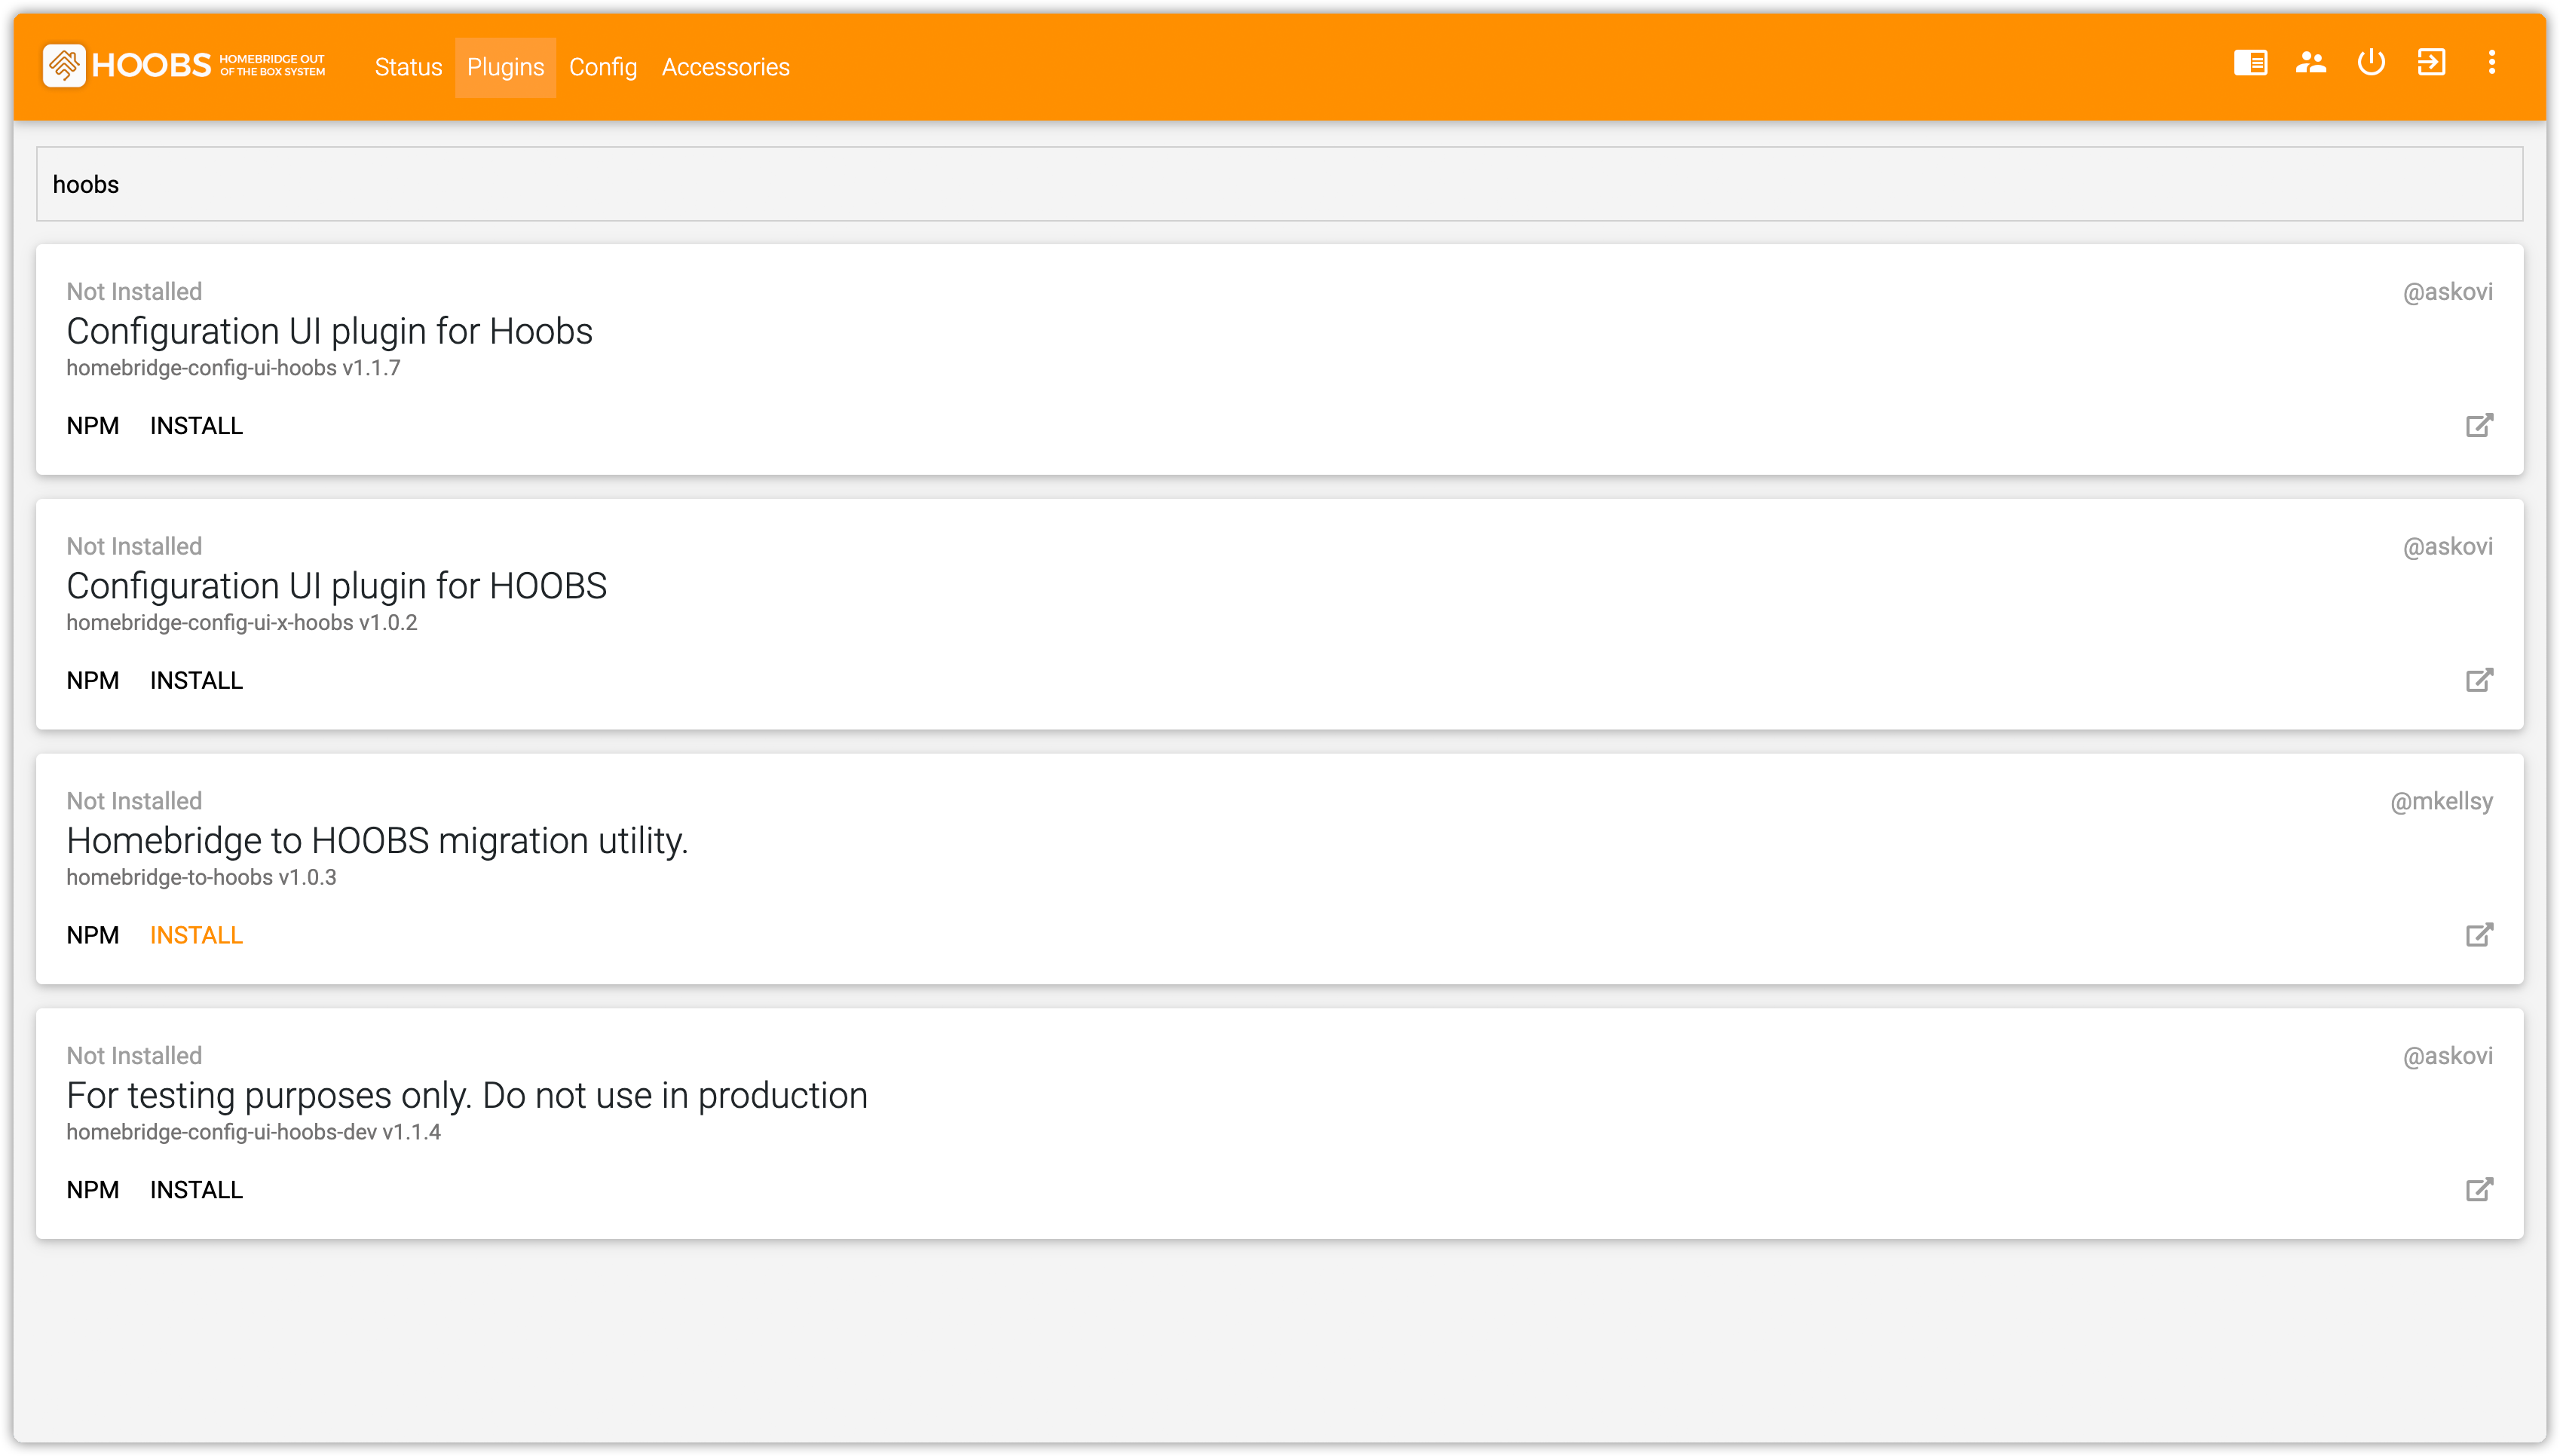 HOOBS HOMEBRIDGE OUT
OF THE BOX SYSTEM
Status Plugins Config Accessories
hoobs
Not Installed @askovi
Configuration UI plugin for Hoobs
homebridge-config-ui-hoobs v1.1.7
NPM INSTALL
Not Installed @askovi
Configuration UI plugin for HOOBS
homebridge-config-ui-x-hoobs v1.0.2
NPM INSTALL
Not Installed @mkellsy
Homebridge to HOOBS migration utility.
homebridge-to-hoobs v1.0.3
NPM INSTALL
Not Installed @askovi
For testing purposes only. Do not use in production
homebridge-config-ui-hoobs-dev v1.1.4
NPM INSTALL